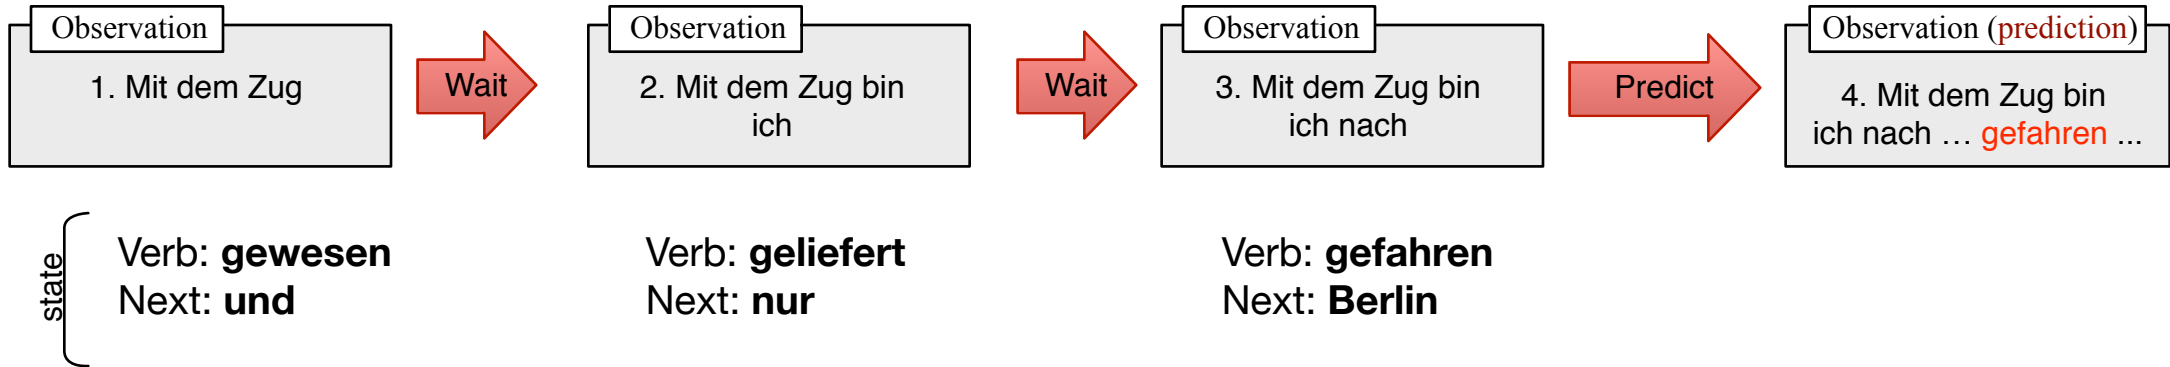 Observation
1. Mit dem Zug
Wait
Observation
2. Mit dem Zug bin
ich
Wait
Observation
3. Mit dem Zug bin
ich nach
Predict
Observation (prediction)
4. Mit dem Zug bin
ich nach … gefahren ...
state
Verb: gewesen
Next: und
Verb: geliefert
Next: nur
Verb: gefahren
Next: Berlin